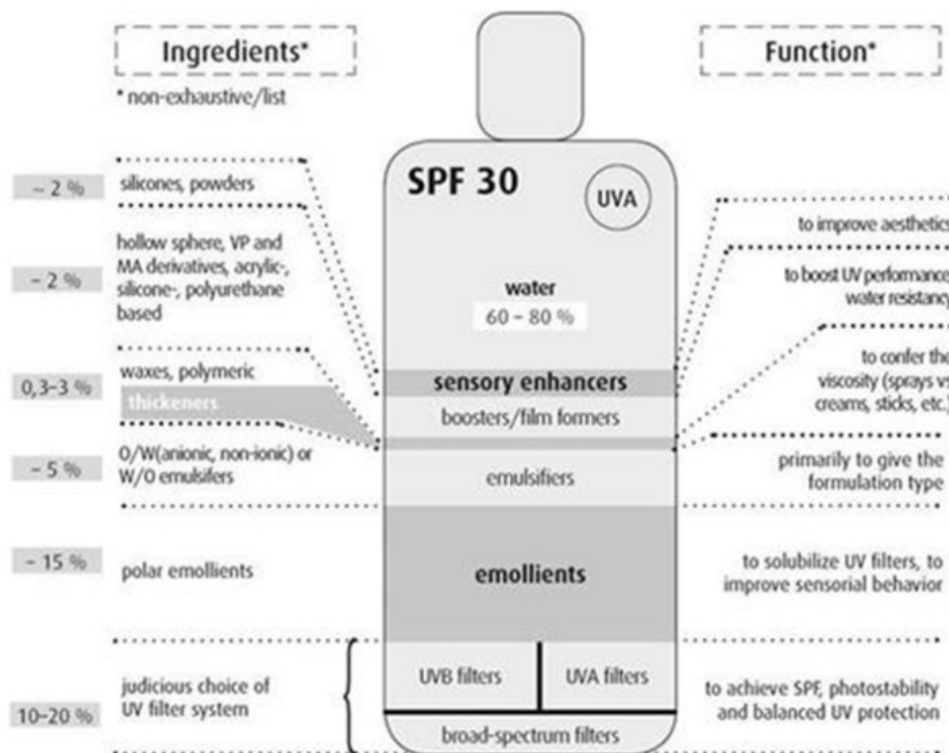 Ingredients*
Function*
* non-exhaustive/list
~ 2 %
silicones, powders
SPF 30
UVA
to improve aesthetics
~ 2 %
hollow sphere, VP and
MA derivatives, acrylic-,
silicone-, polyurethane
based
water
60 – 80 %
to boost UV performance,
water resistancy
0,3–3 %
waxes, polymeric
thickeners
sensory enhancers
boosters/film formers
to confer the
viscosity (sprays vs
creams, sticks, etc.)
~ 5 %
O/W(anionic, non-ionic) or
W/O emulsifers
emulsifiers
primarily to give the
formulation type
~ 15 %
polar emollients
emollients
to solubilize UV filters, to
improve sensorial behavior
10–20 %
judicious choice of
UV filter system
UVB filters
UVA filters
broad-spectrum filters
to achieve SPF, photostability
and balanced UV protection